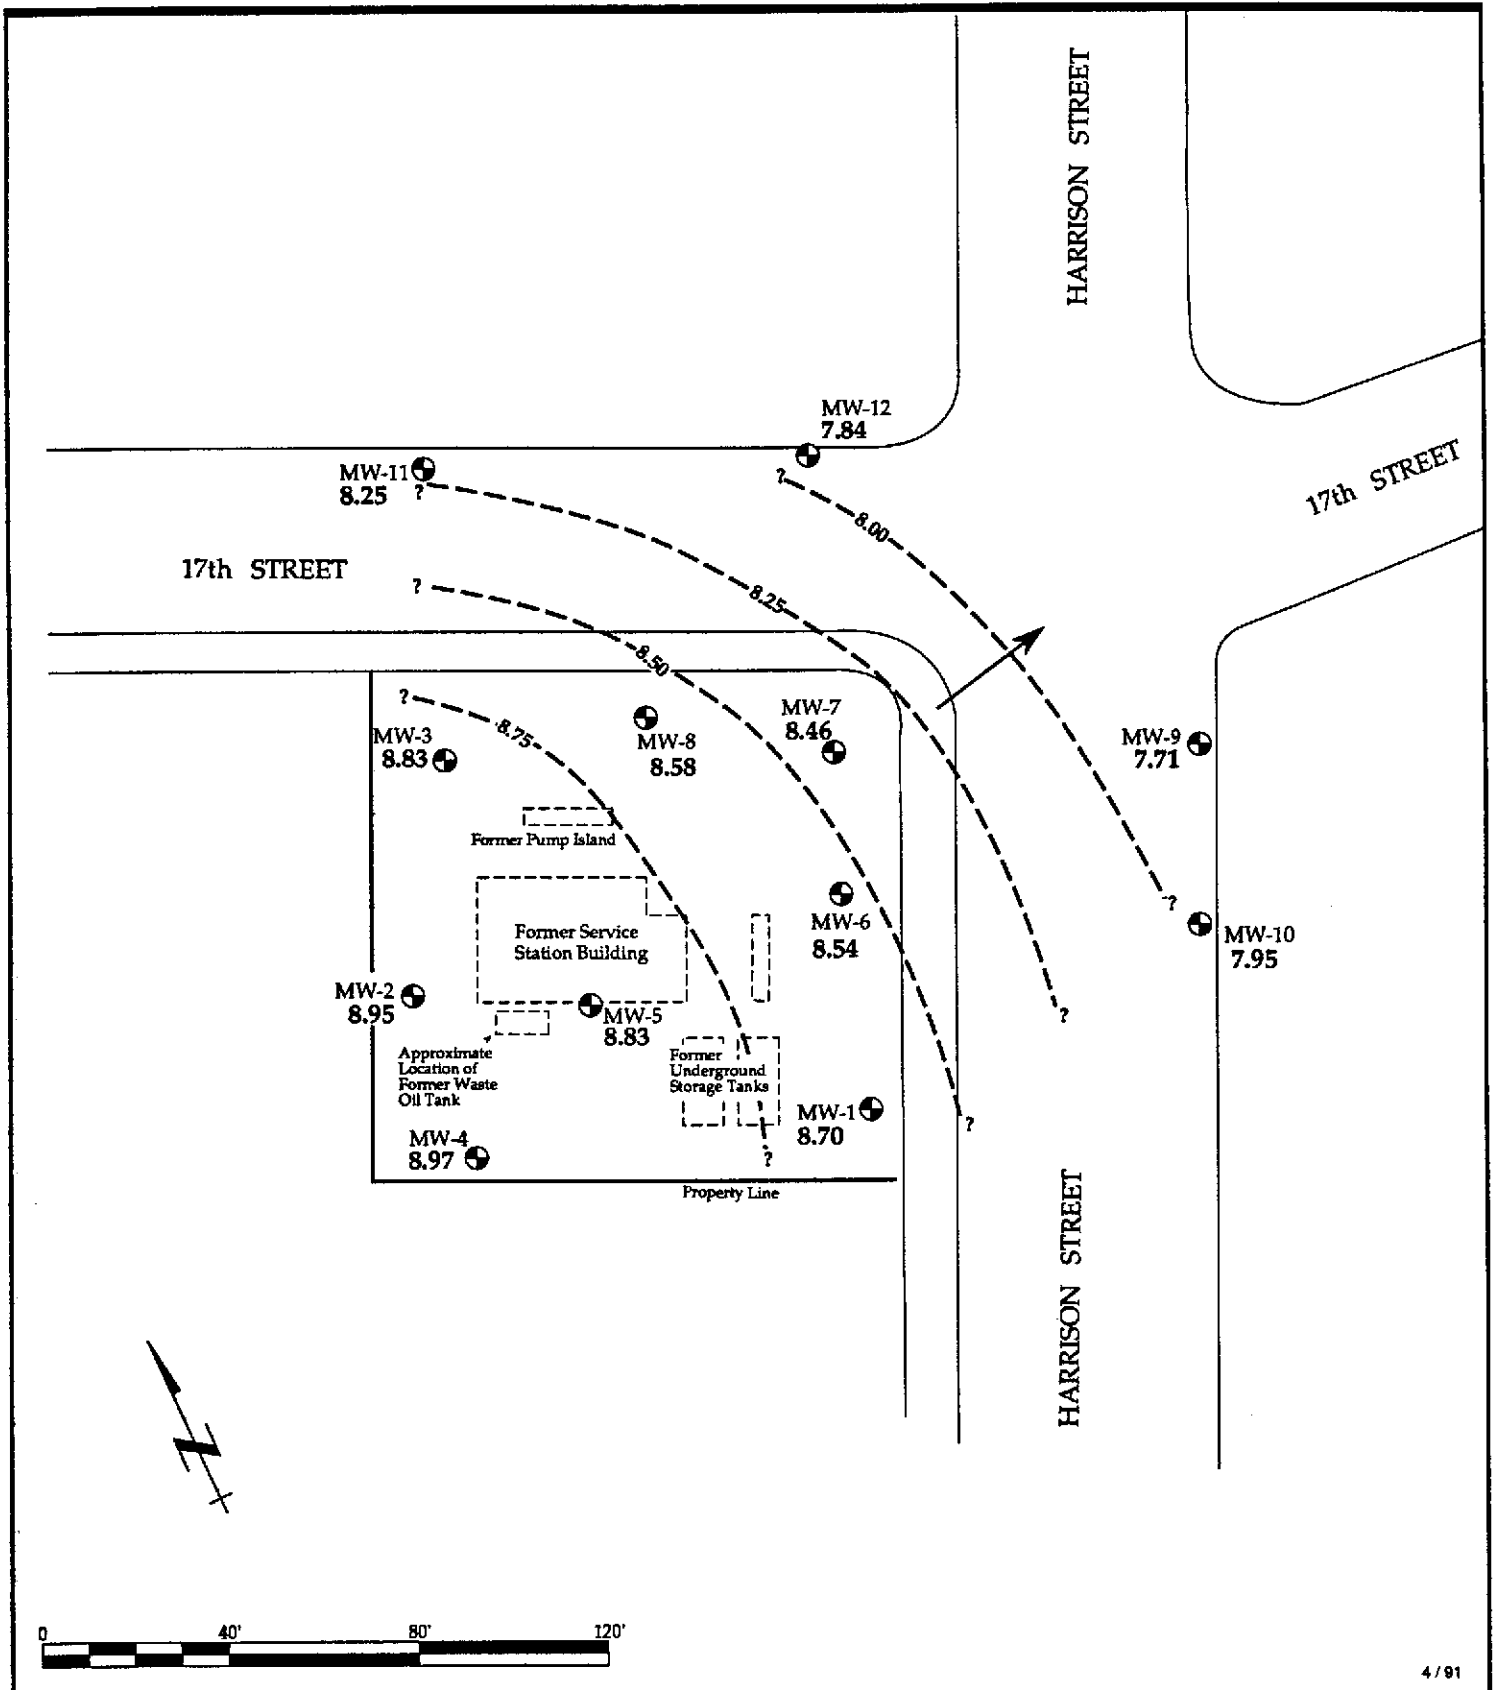 HARRISON STREET
MW-12
7.84
MW-11
8.25
?
?
8.00
17th STREET
17th STREET
?
8.25
8.50
?
8.75
MW-3
8.83
MW-8
8.58
MW-7
8.46
MW-9
7.71
Former Pump Island
Former Service
Station Building
MW-6
8.54
?
MW-10
7.95
MW-2
8.95
MW-5
8.83
?
Approximate
Location of
Former Waste
Oil Tank
Former
Underground
Storage Tanks
MW-1
8.70
?
MW-4
8.97
?
Property Line
HARRISON STREET
N
0 40' 80' 120'
4/91